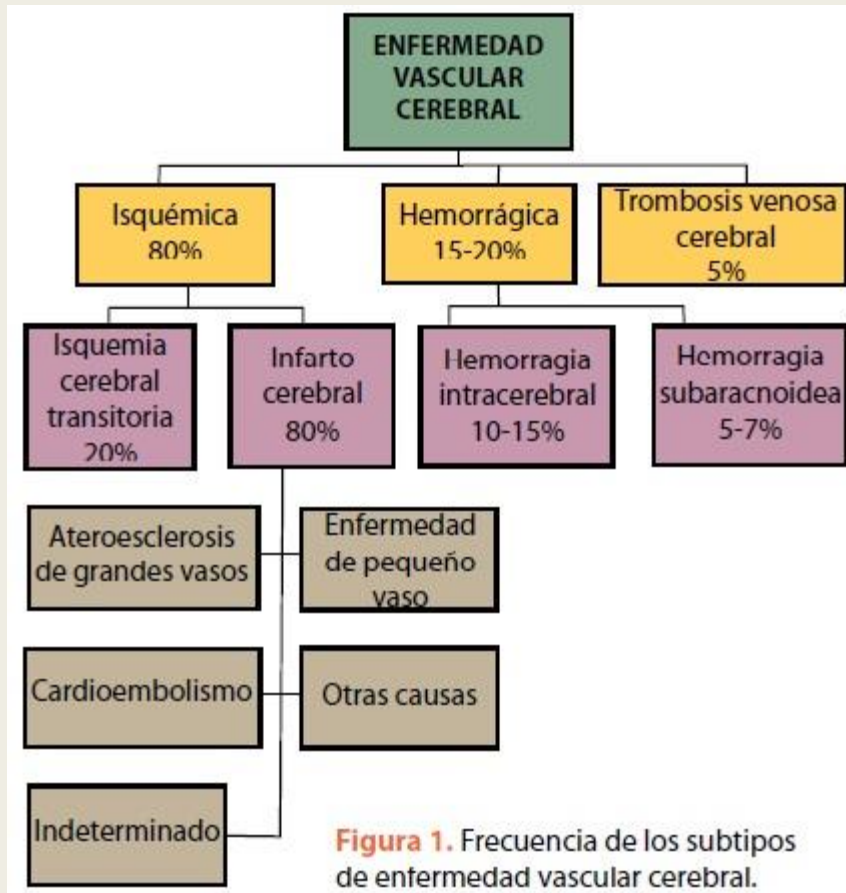 ENFERMEDAD
VASCULAR
CEREBRAL
Isquémica
80%
Hemorrágica
15-20%
Trombosis venosa
cerebral
5%
Isquemia
cerebral
transitoria
20%
Infarto
cerebral
80%
Hemorragia
intracerebral
10-15%
Hemorragia
subaracnoidea
5-7%
Ateroesclerosis
de grandes vasos
Enfermedad
de pequeño
vaso
Cardioembolismo
Otras causas
Indeterminado
Figura 1. Frecuencia de los subtipos
de enfermedad vascular cerebral.